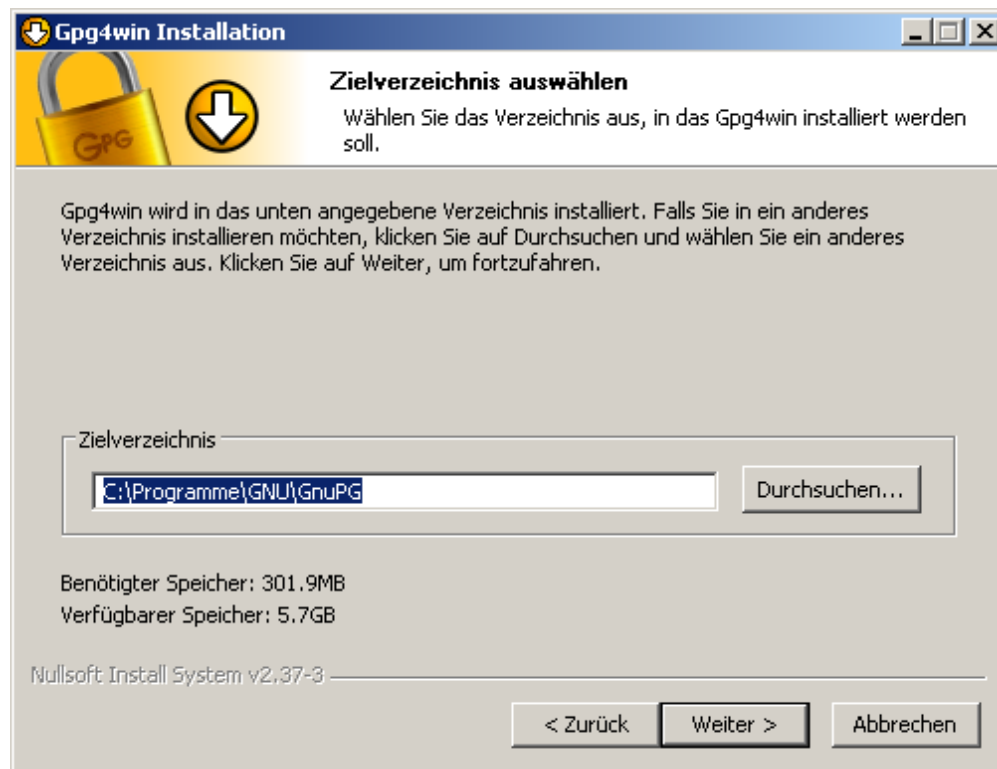 Gpg4win Installation
Zielverzeichnis auswählen
Wählen Sie das Verzeichnis aus, in das Gpg4win installiert werden
soll.
GPG
Gpg4win wird in das unten angegebene Verzeichnis installiert. Falls Sie in ein anderes
Verzeichnis installieren möchten, klicken Sie auf Durchsuchen und wählen Sie ein anderes
Verzeichnis aus. Klicken Sie auf Weiter, um fortzufahren.
Zielverzeichnis
C:\Programme\GNU\GnuPG
Durchsuchen...
Benötigter Speicher: 301.9MB
Verfügbarer Speicher: 5.7GB
Nullsoft Install System v2.37-3
< Zurück
Weiter >
Abbrechen